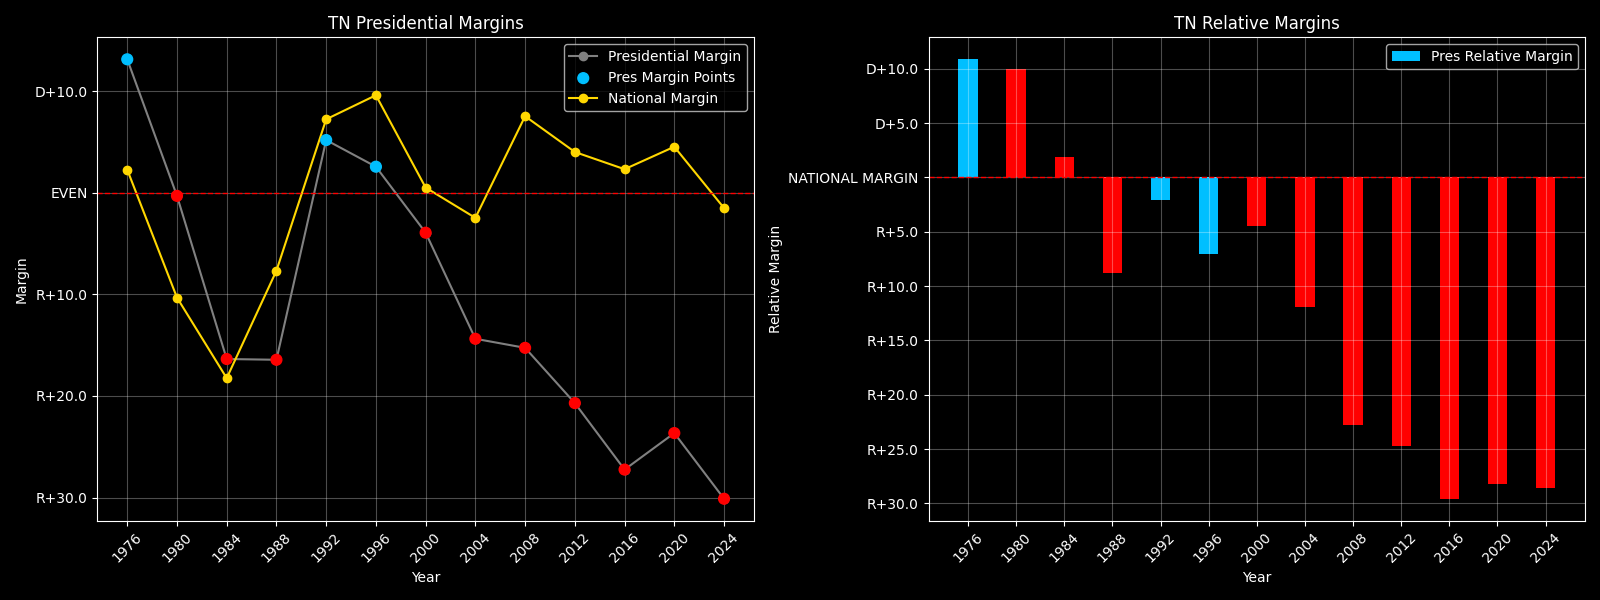 TN Presidential Margins
Presidential Margin
Pres Margin Points
National Margin
D+10.0
EVEN
R+10.0
R+20.0
R+30.0
Margin
1976
1980
1984
1988
1992
1996
2000
2004
2008
2012
2016
2020
2024
Year
TN Relative Margins
Pres Relative Margin
D+10.0
D+5.0
NATIONAL MARGIN
R+5.0
R+10.0
R+15.0
R+20.0
R+25.0
R+30.0
Relative Margin
1976
1980
1984
1988
1992
1996
2000
2004
2008
2012
2016
2020
2024
Year